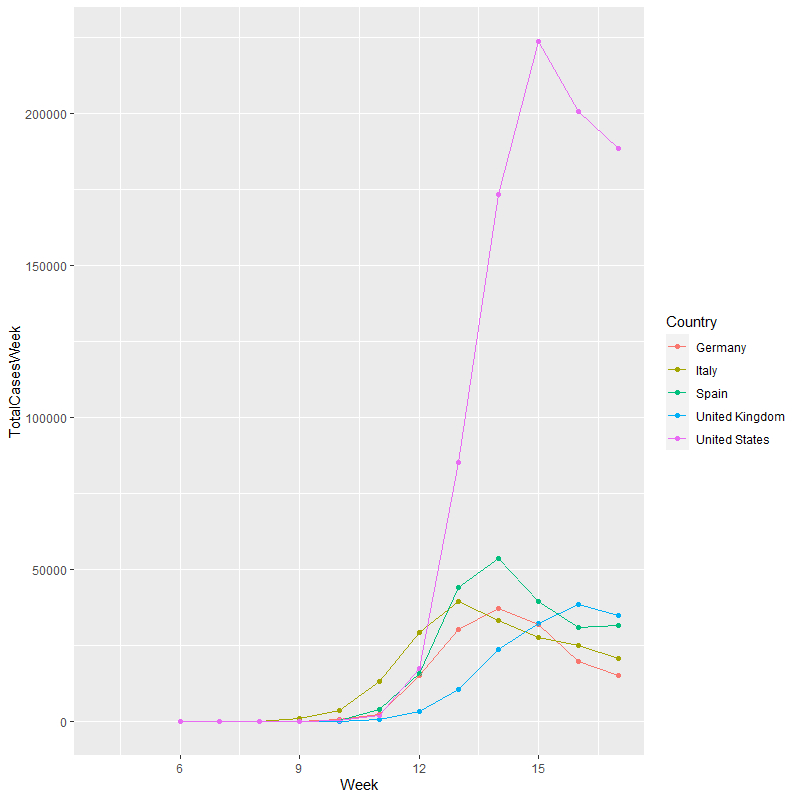 TotalCasesWeek
200000
150000
100000
50000
0
6
9
12
15
Week
Country
Germany
Italy
Spain
United Kingdom
United States